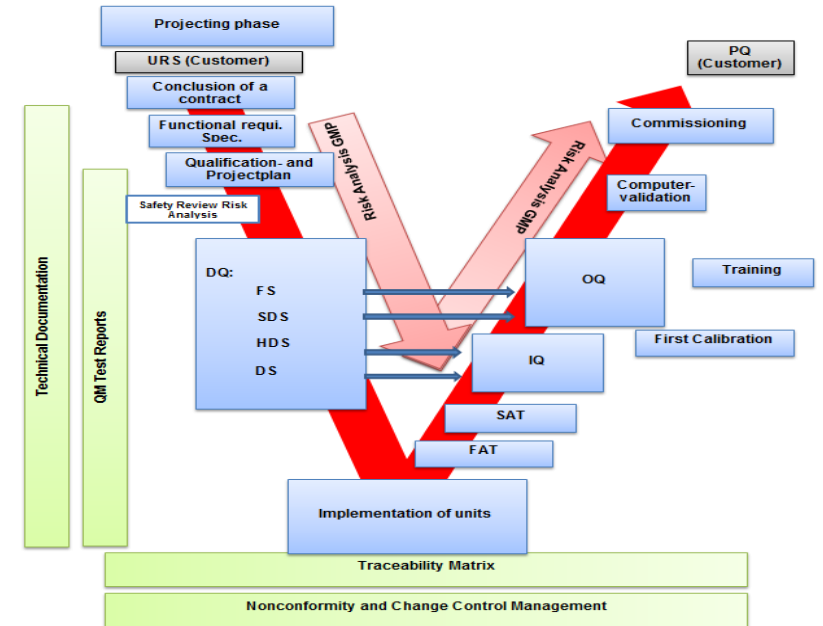 Projecting phase
URS (Customer)
Conclusion of a
contract
Functional requi.
Spec.
Qualification- and
Projectplan
Safety Review Risk
Analysis
Technical Documentation
QM Test Reports
DQ:
FS
SDS
HDS
DS
Risk Analysis GMP
Risk Analysis GMP
PQ
(Customer)
Commissioning
Computer-
validation
OQ
Training
First Calibration
IQ
SAT
FAT
Implementation of units
Traceability Matrix
Nonconformity and Change Control Management